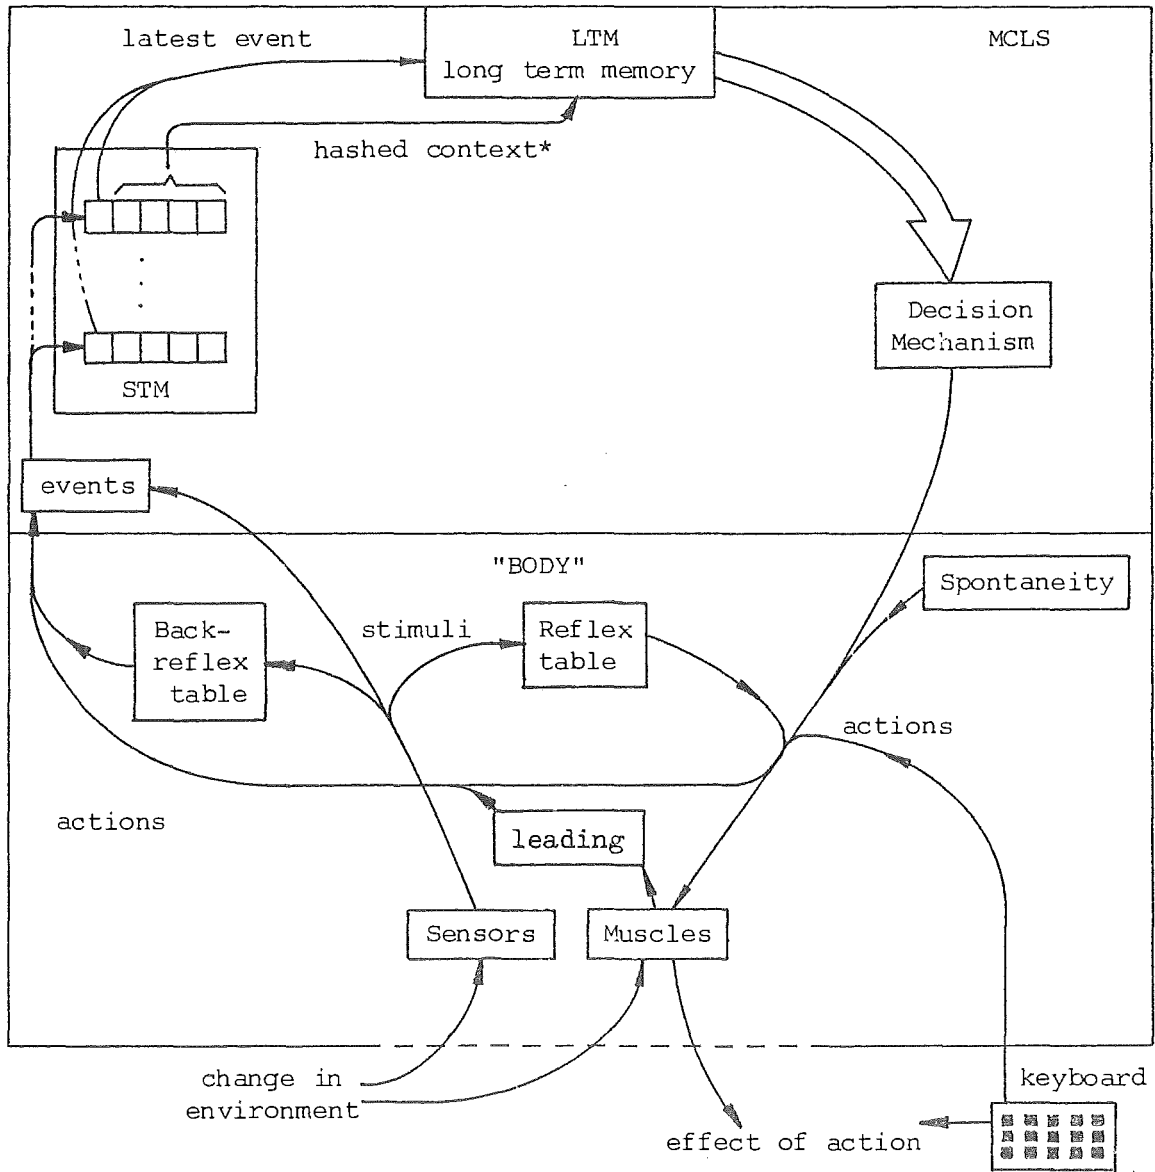 latest event
LTM
long term memory
MCLS
hashed context*
STM
Decision
Mechanism
events
"BODY"
Spontaneity
Back-
reflex
table
stimuli
Reflex
table
actions
actions
leading
Sensors
Muscles
change in
environment
keyboard
effect of action